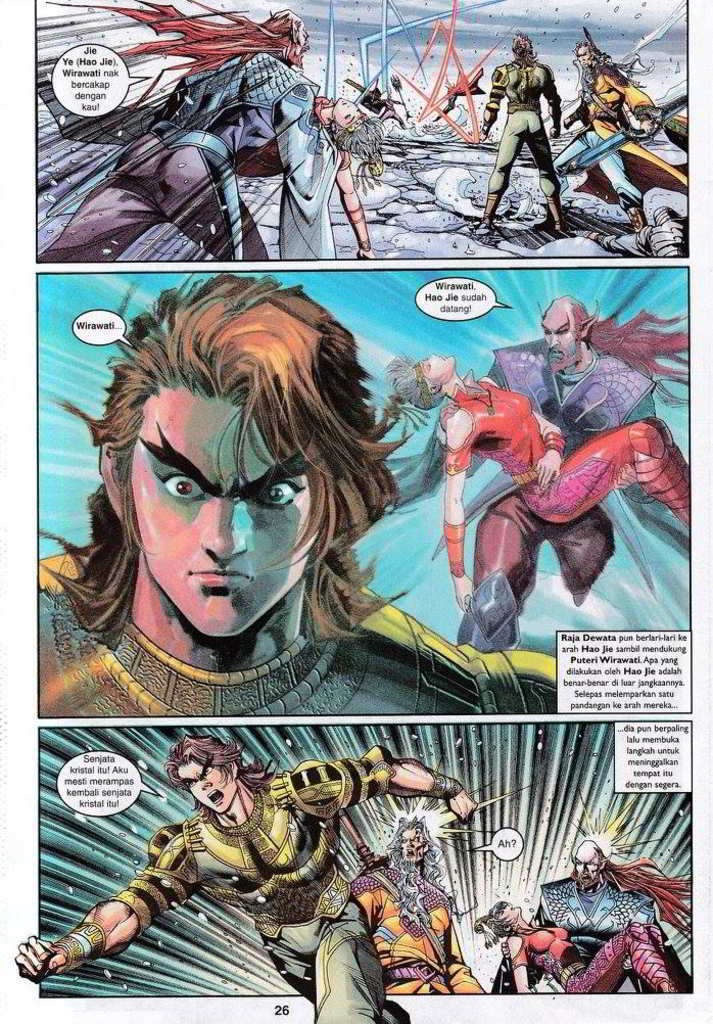 Jie
Ye (Hao Jie),
Wirawati nak
bercakap
dengan
kau!
Wirawati...
Wirawati,
Hao Jie sudah
datang!
Raja Dewata pun berlari-lari ke
arah Hao Jie sambil mendukung
Puteri Wirawati. Apa yang
dilakukan oleh Hao Jie adalah
benar-benar di luar jangkaannya.
Selepas melemparkan satu
pandangan ke arah mereka...
...dia pun berpaling
lalu membuka
langkah untuk
meninggalkan
tempat itu
dengan segera.
Senjata
kristal itu! Aku
mesti merampas
kembali senjata
kristal itu!
Ah?
26